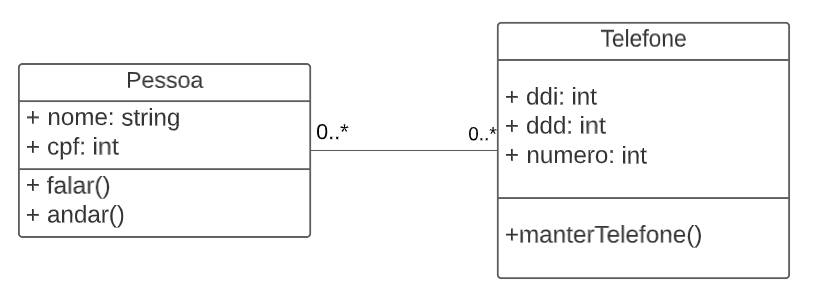 Pessoa
+ nome: string
+ cpf: int
+ falar()
+ andar()
0..*
0..*
Telefone
+ ddi: int
+ ddd: int
+ numero: int
+manterTelefone()